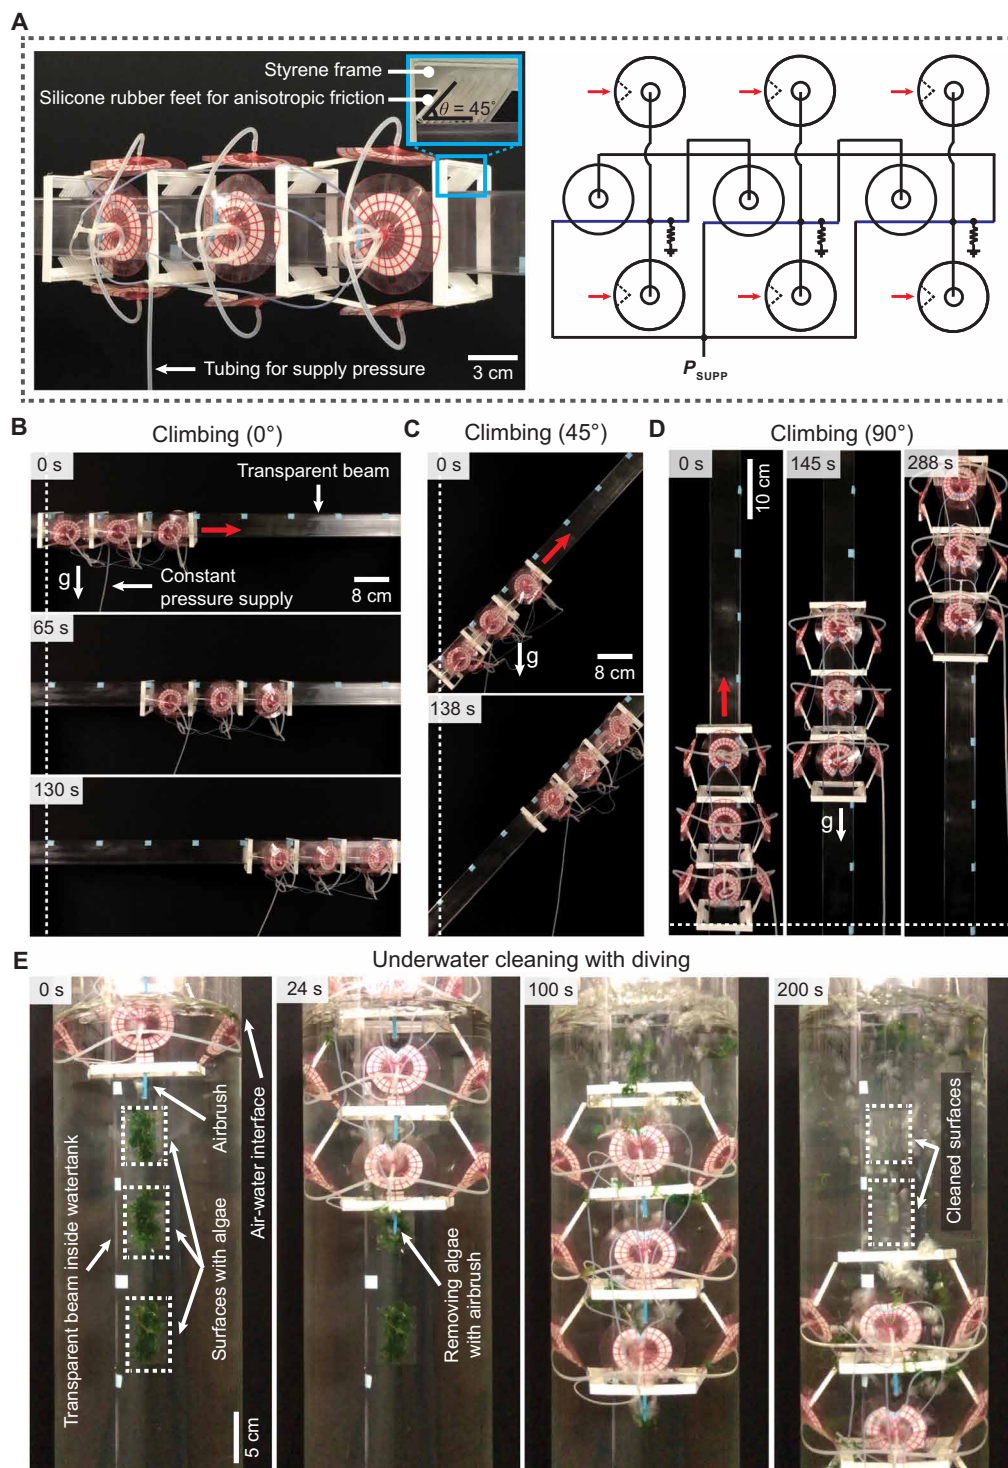 A
Styrene frame
Silicone rubber feet for anisotropic friction
θ = 45°
Tubing for supply pressure
3 cm
P_SUPP
B
Climbing (0°)
0 s
Transparent beam
g
Constant
pressure supply
8 cm
65 s
130 s
C
Climbing (45°)
0 s
g
8 cm
138 s
D
Climbing (90°)
0 s
10 cm
145 s
g
288 s
E
Underwater cleaning with diving
0 s
Transparent beam inside watertank
Surfaces with algae
Airbrush
Air-water interface
5 cm
24 s
Removing algae
with airbrush
100 s
200 s
Cleaned surfaces